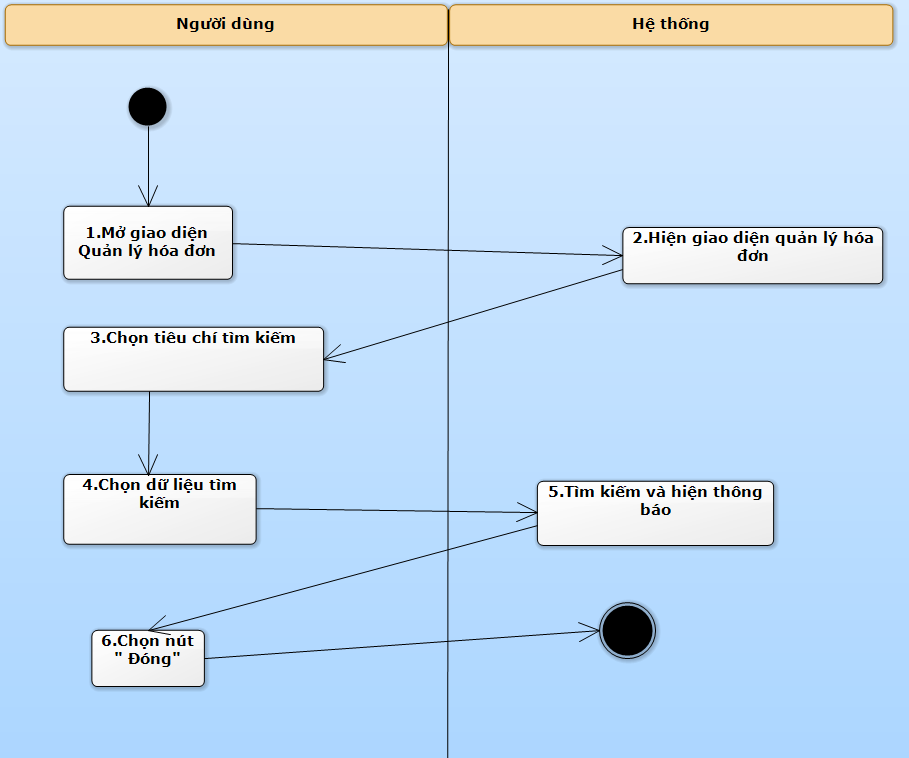 Người dùng
Hệ thống
1.Mở giao diện
Quản lý hóa đơn
2.Hiện giao diện quản lý hóa
đơn
3.Chọn tiêu chí tìm kiếm
4.Chọn dữ liệu tìm
kiếm
5.Tìm kiếm và hiện thông
báo
6.Chọn nút
" Đóng"